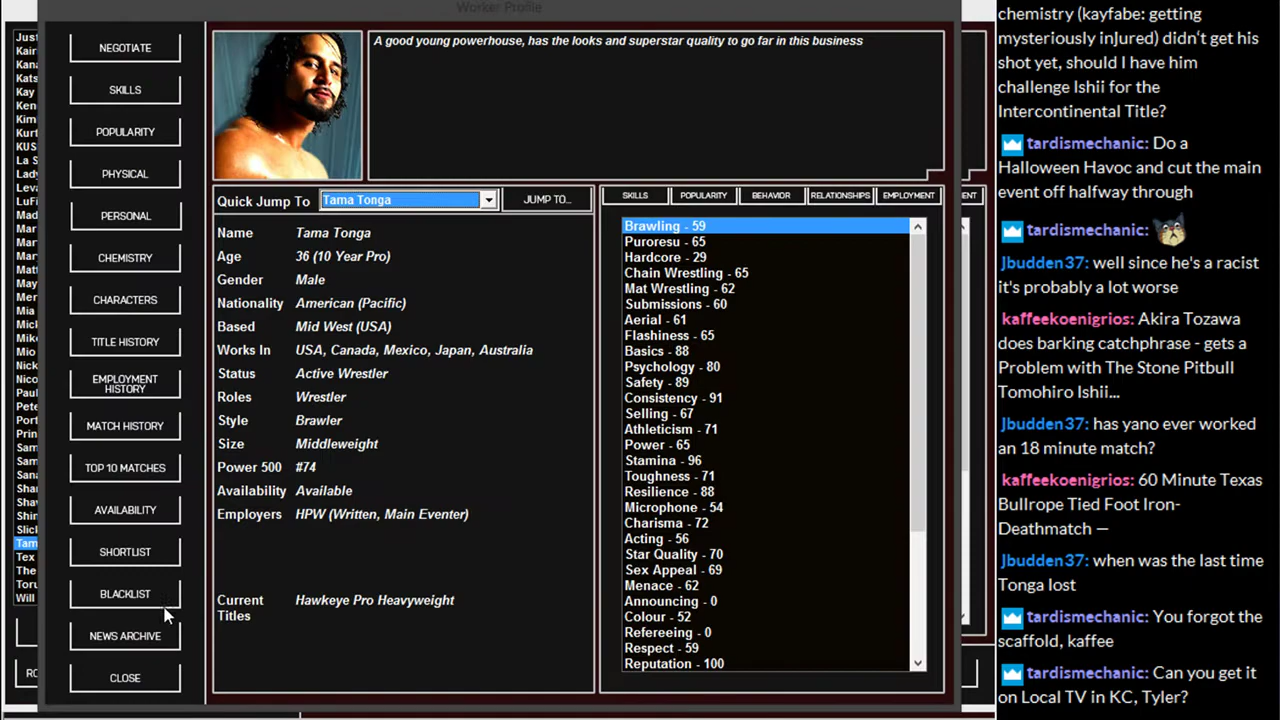 Worker Profile
NEGOTIATE
SKILLS
POPULARITY
PHYSICAL
PERSONAL
CHEMISTRY
CHARACTERS
TITLE HISTORY
EMPLOYMENT
HISTORY
MATCH HISTORY
TOP 10 MATCHES
AVAILABILITY
SHORTLIST
BLACKLIST
NEWS ARCHIVE
CLOSE
A good young powerhouse, has the looks and superstar quality to go far in this business
Quick Jump To Tama Tonga JUMP TO...
Name Tama Tonga
Age 36 (10 Year Pro)
Gender Male
Nationality American (Pacific)
Based Mid West (USA)
Works In USA, Canada, Mexico, Japan, Australia
Status Active Wrestler
Roles Wrestler
Style Brawler
Size Middleweight
Power 500 #74
Availability Available
Employers HPW (Written, Main Eventer)
Current Hawkeye Pro Heavyweight
Titles
SKILLS POPULARITY BEHAVIOR RELATIONSHIPS EMPLOYMENT
Brawling - 59
Puroresu - 65
Hardcore - 29
Chain Wrestling - 65
Mat Wrestling - 62
Submissions - 60
Aerial - 61
Flashiness - 65
Basics - 88
Psychology - 80
Safety - 89
Consistency - 91
Selling - 67
Athleticism - 71
Power - 65
Stamina - 96
Toughness - 71
Resilience - 88
Microphone - 54
Charisma - 72
Acting - 56
Star Quality - 70
Sex Appeal - 69
Menace - 62
Announcing - 0
Colour - 52
Refereeing - 0
Respect - 59
Reputation - 100
chemistry (kayfabe: getting
mysteriously injured) didn't get his
shot yet, should I have him
challenge Ishii for the
Intercontinental Title?
tardismechanic: Do a
Halloween Havoc and cut the main
event off halfway through
tardismechanic:
Jbudden37: well since he's a racist
it's probably a lot worse
kaffeekoenigrios: Akira Tozawa
does barking catchphrase - gets a
Problem with The Stone Pitbull
Tomohiro Ishii...
Jbudden37: has yano ever worked
an 18 minute match?
kaffeekoenigrios: 60 Minute Texas
Bullrope Tied Foot Iron-
Deathmatch —
Jbudden37: when was the last time
Tonga lost
tardismechanic: You forgot the
scaffold, kaffee
tardismechanic: Can you get it
on Local TV in KC, Tyler?